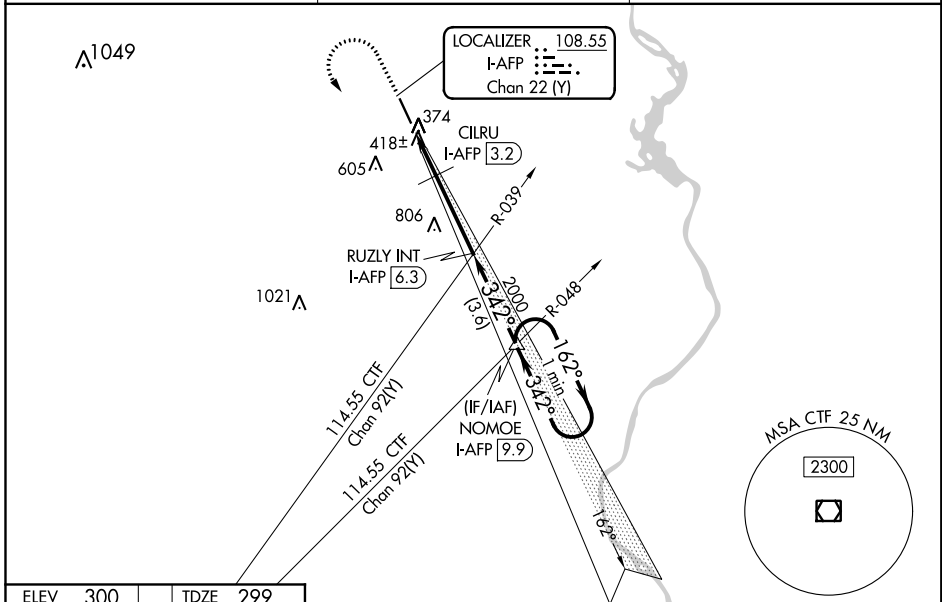 1049
LOCALIZER 108.55
I-AFP
Chan 22 (Y)
374
418±
CILRU
I-AFP 3.2
605
806
R-039
RUZLY INT
I-AFP 6.3
1021
2000
342°
(3.6)
R-048
162°
1 min
342°
114.55 CTF
Chan 92(Y)
(IF/IAF)
NOMOE
I-AFP 9.9
114.55 CTF
Chan 92(Y)
162°
MSA CTF 25 NM
2300
ELEV 300
TDZE 299